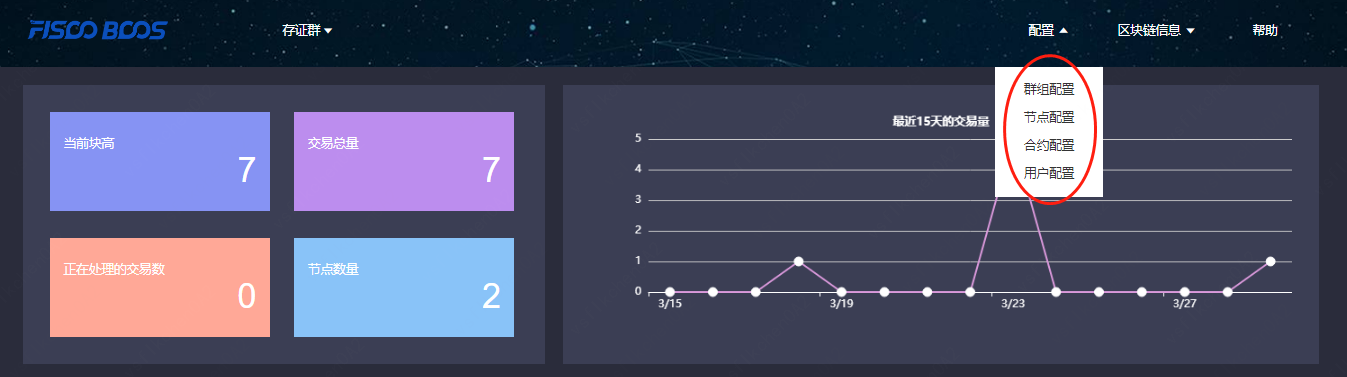 FISCO BCOS
存证群
配置
区块链信息
帮助
群组配置
节点配置
合约配置
用户配置
当前块高
7
交易总量
7
正在处理的交易数
0
节点数量
2
最近15天的交易量
5
4
3
2
1
0
3/15
3/19
3/23
3/27